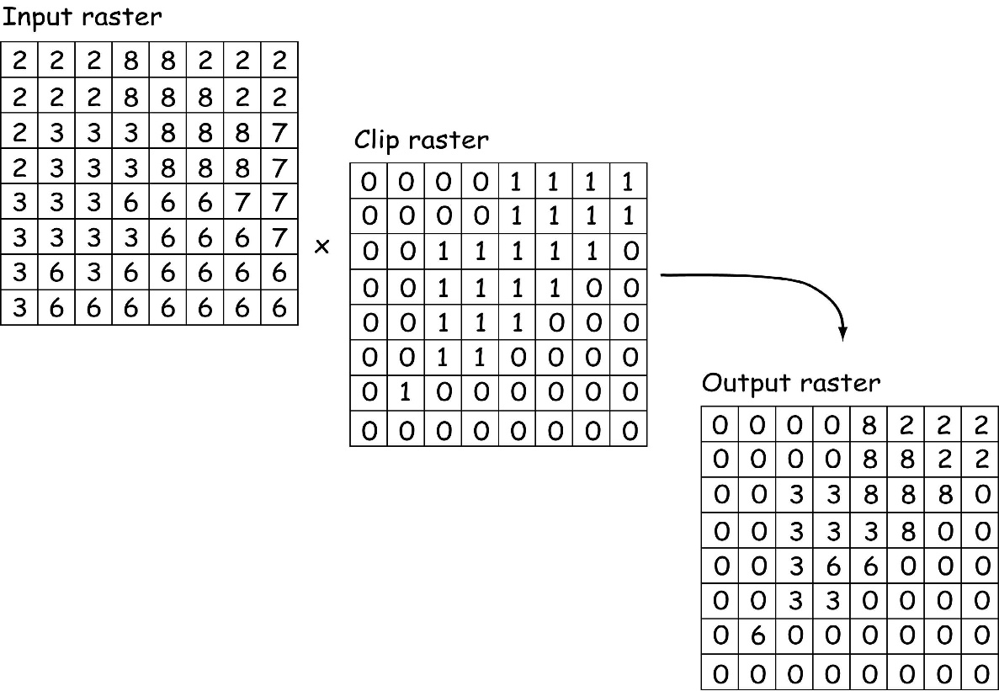 Input raster
2 2 2 8 8 2 2 2
2 2 2 8 8 8 2 2
2 3 3 3 8 8 8 7
2 3 3 3 8 8 8 7
3 3 3 6 6 6 7 7
3 3 3 3 6 6 6 7
3 6 3 6 6 6 6 6
3 6 6 6 6 6 6 6
×
Clip raster
0 0 0 0 1 1 1 1
0 0 0 0 1 1 1 1
0 0 1 1 1 1 1 0
0 0 1 1 1 1 0 0
0 0 1 1 1 0 0 0
0 0 1 1 0 0 0 0
0 1 0 0 0 0 0 0
0 0 0 0 0 0 0 0
Output raster
0 0 0 0 8 2 2 2
0 0 0 0 8 8 2 2
0 0 3 3 8 8 8 0
0 0 3 3 3 8 0 0
0 0 3 6 6 0 0 0
0 0 3 3 0 0 0 0
0 6 0 0 0 0 0 0
0 0 0 0 0 0 0 0